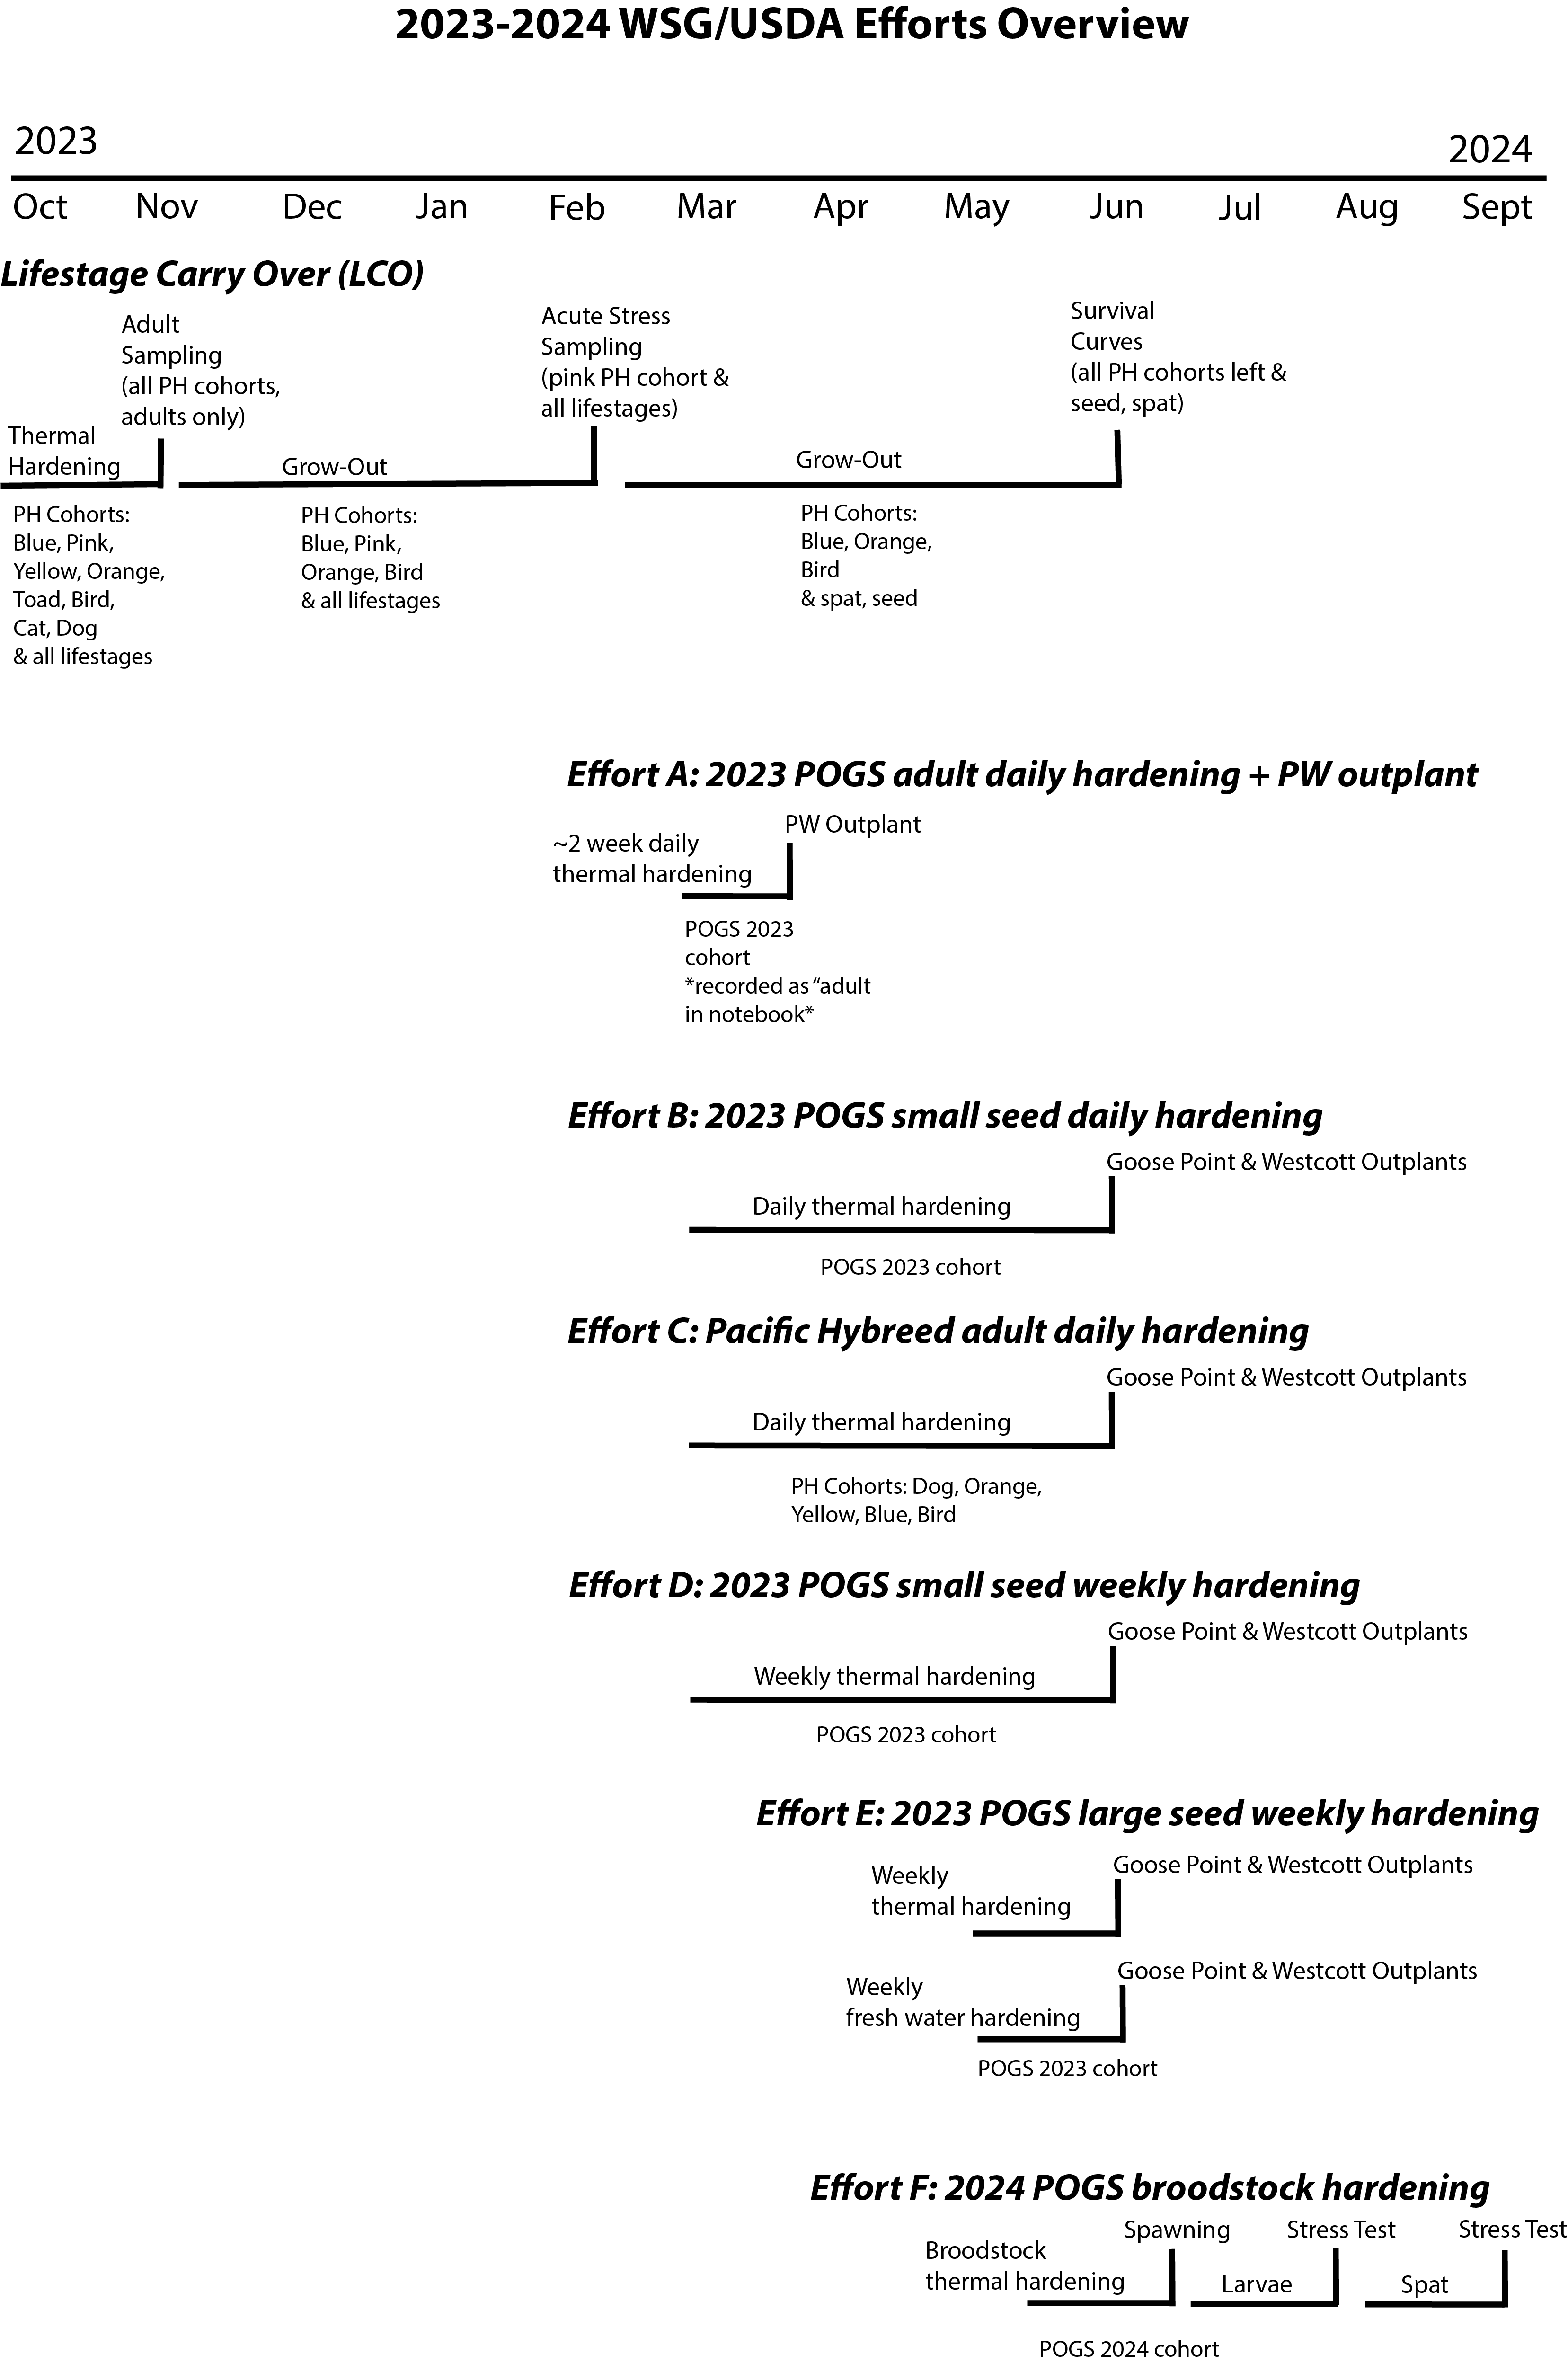 2023-2024 WSG/USDA Efforts Overview
2023
2024
Oct Nov Dec Jan Feb Mar Apr May Jun Jul Aug Sept
Lifestage Carry Over (LCO)
Adult
Sampling
(all PH cohorts,
adults only)
Acute Stress
Sampling
(pink PH cohort &
all lifestages)
Survival
Curves
(all PH cohorts left &
seed, spat)
Thermal
Hardening
Grow-Out
Grow-Out
PH Cohorts:
Blue, Pink,
Yellow, Orange,
Toad, Bird,
Cat, Dog
& all lifestages
PH Cohorts:
Blue, Pink,
Orange, Bird
& all lifestages
PH Cohorts:
Blue, Orange,
Bird
& spat, seed
Effort A: 2023 POGS adult daily hardening + PW outplant
PW Outplant
~2 week daily
thermal hardening
POGS 2023
cohort
*recorded as “adult
in notebook*
Effort B: 2023 POGS small seed daily hardening
Goose Point & Westcott Outplants
Daily thermal hardening
POGS 2023 cohort
Effort C: Pacific Hybreed adult daily hardening
Goose Point & Westcott Outplants
Daily thermal hardening
PH Cohorts: Dog, Orange,
Yellow, Blue, Bird
Effort D: 2023 POGS small seed weekly hardening
Goose Point & Westcott Outplants
Weekly thermal hardening
POGS 2023 cohort
Effort E: 2023 POGS large seed weekly hardening
Goose Point & Westcott Outplants
Weekly
thermal hardening
Goose Point & Westcott Outplants
Weekly
fresh water hardening
POGS 2023 cohort
Effort F: 2024 POGS broodstock hardening
Spawning
Stress Test
Stress Test
Broodstock
thermal hardening
Larvae
Spat
POGS 2024 cohort